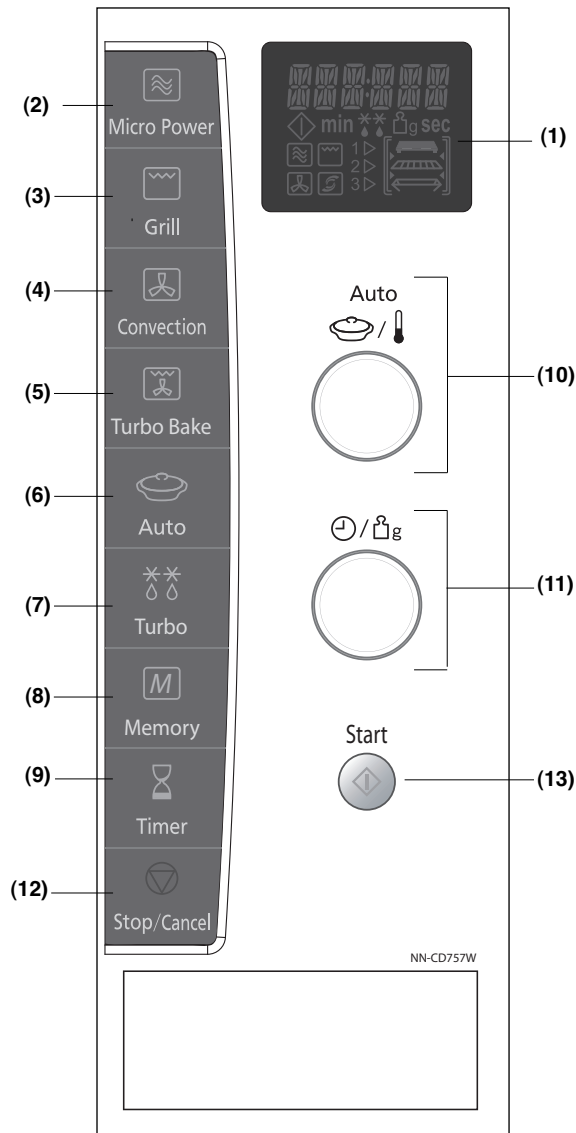 (2)
Micro Power
(3)
Grill
(4)
Convection
(5)
Turbo Bake
(6)
Auto
(7)
Turbo
(8)
M
Memory
(9)
Timer
(12)
Stop/Cancel
min g sec
1
2
3
(1)
Auto
/
(10)
/ g
(11)
Start
(13)
NN-CD757W